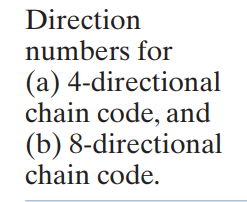 Direction
numbers for
(a) 4-directional
chain code, and
(b) 8-directional
chain code.